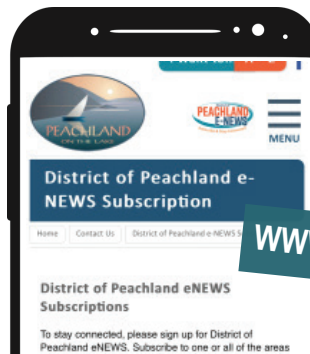 PEACHLAND
ON THE LAKE
PEACHLAND
E-NEWS
MENU
District of Peachland e-
NEWS Subscription
Home Contact Us District of Peachland e-NEWS S
WW
District of Peachland eNEWS
Subscriptions
To stay connected, please sign up for District of
Peachland eNEWS. Subscribe to one or all of the areas